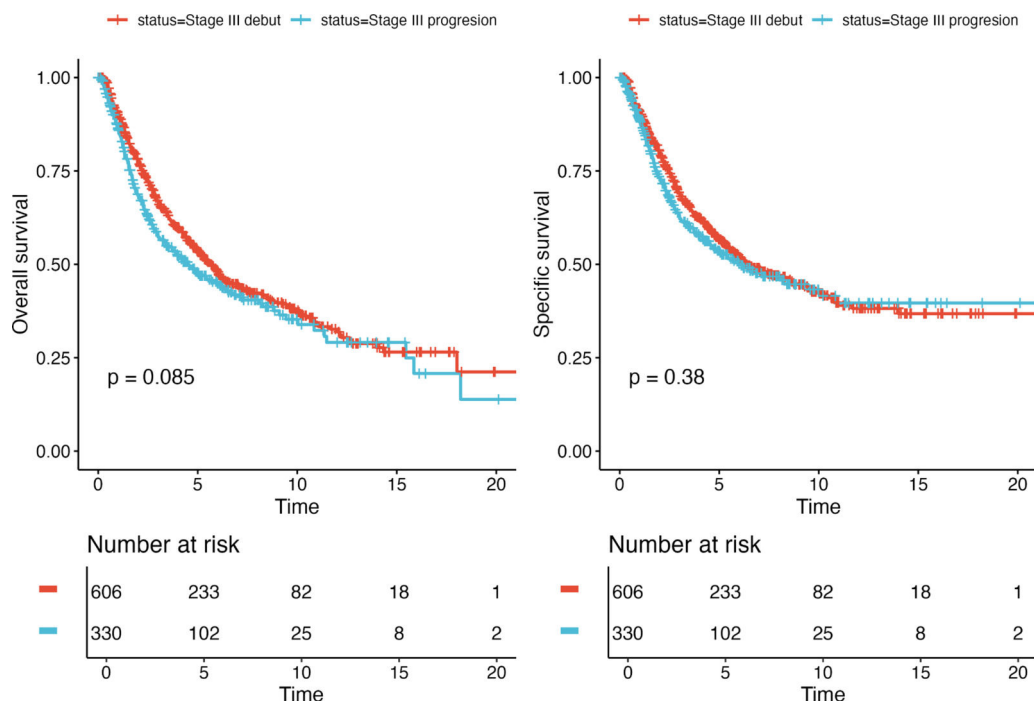 status=Stage III debut status=Stage III progresion
Overall survival
1.00
0.75
0.50
0.25
0.00
p = 0.085
0 5 10 15 20
Time
Number at risk
606 233 82 18 1
330 102 25 8 2
0 5 10 15 20
Time
status=Stage III debut status=Stage III progresion
Specific survival
1.00
0.75
0.50
0.25
0.00
p = 0.38
0 5 10 15 20
Time
Number at risk
606 233 82 18 1
330 102 25 8 2
0 5 10 15 20
Time